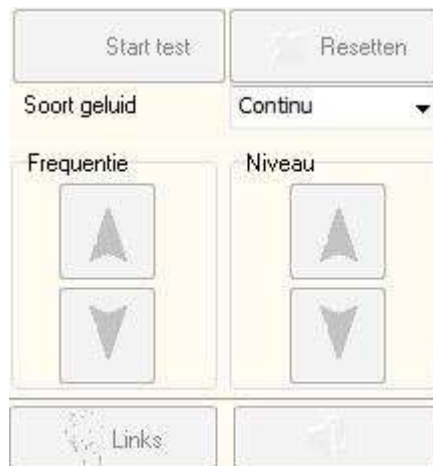 Start test Resetten
Soort geluid Continu
Frequentie Niveau
Links